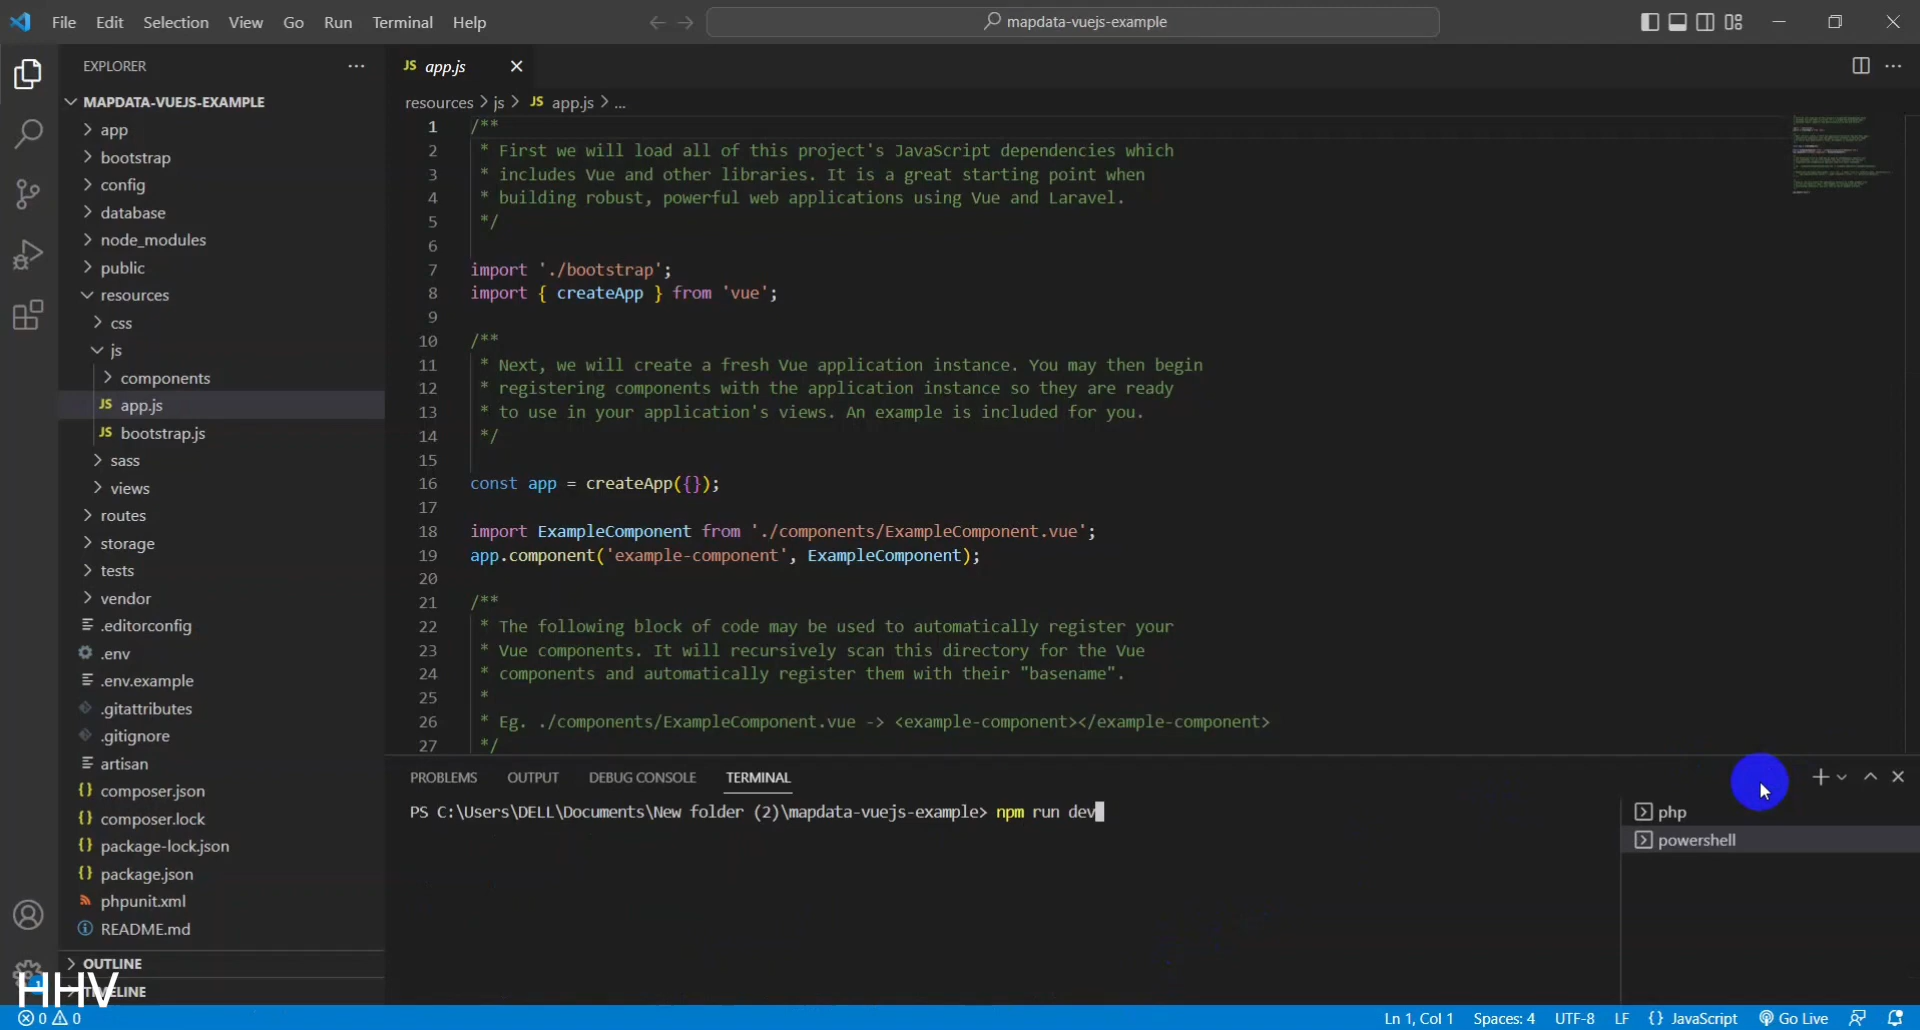 File Edit Selection View Go Run Terminal Help
mapdata-vuejs-example
EXPLORER
MAPDATA-VUEJS-EXAMPLE
app
bootstrap
config
database
node_modules
public
resources
css
js
components
JS app.js
JS bootstrap.js
sass
views
routes
storage
tests
vendor
.editorconfig
.env
.env.example
.gitattributes
.gitignore
artisan
{} composer.json
{} composer.lock
{} package-lock.json
{} package.json
phpunit.xml
README.md
OUTLINE
TIMELINE
HHV
JS app.js
resources > js > JS app.js > ...
1 /**
2 * First we will load all of this project's JavaScript dependencies which
3 * includes Vue and other libraries. It is a great starting point when
4 * building robust, powerful web applications using Vue and Laravel.
5 */
6
7 import './bootstrap';
8 import { createApp } from 'vue';
9
10 /**
11 * Next, we will create a fresh Vue application instance. You may then begin
12 * registering components with the application instance so they are ready
13 * to use in your application's views. An example is included for you.
14 */
15
16 const app = createApp({});
17
18 import ExampleComponent from './components/ExampleComponent.vue';
19 app.component('example-component', ExampleComponent);
20
21 /**
22 * The following block of code may be used to automatically register your
23 * Vue components. It will recursively scan this directory for the Vue
24 * components and automatically register them with their "basename".
25 *
26 * Eg. ./components/ExampleComponent.vue -> <example-component></example-component>
27 */
PROBLEMS OUTPUT DEBUG CONSOLE TERMINAL
PS C:\Users\DELL\Documents\New folder (2)\mapdata-vuejs-example> npm run dev
php
powershell
0 0
Ln 1, Col 1 Spaces: 4 UTF-8 LF {} JavaScript Go Live